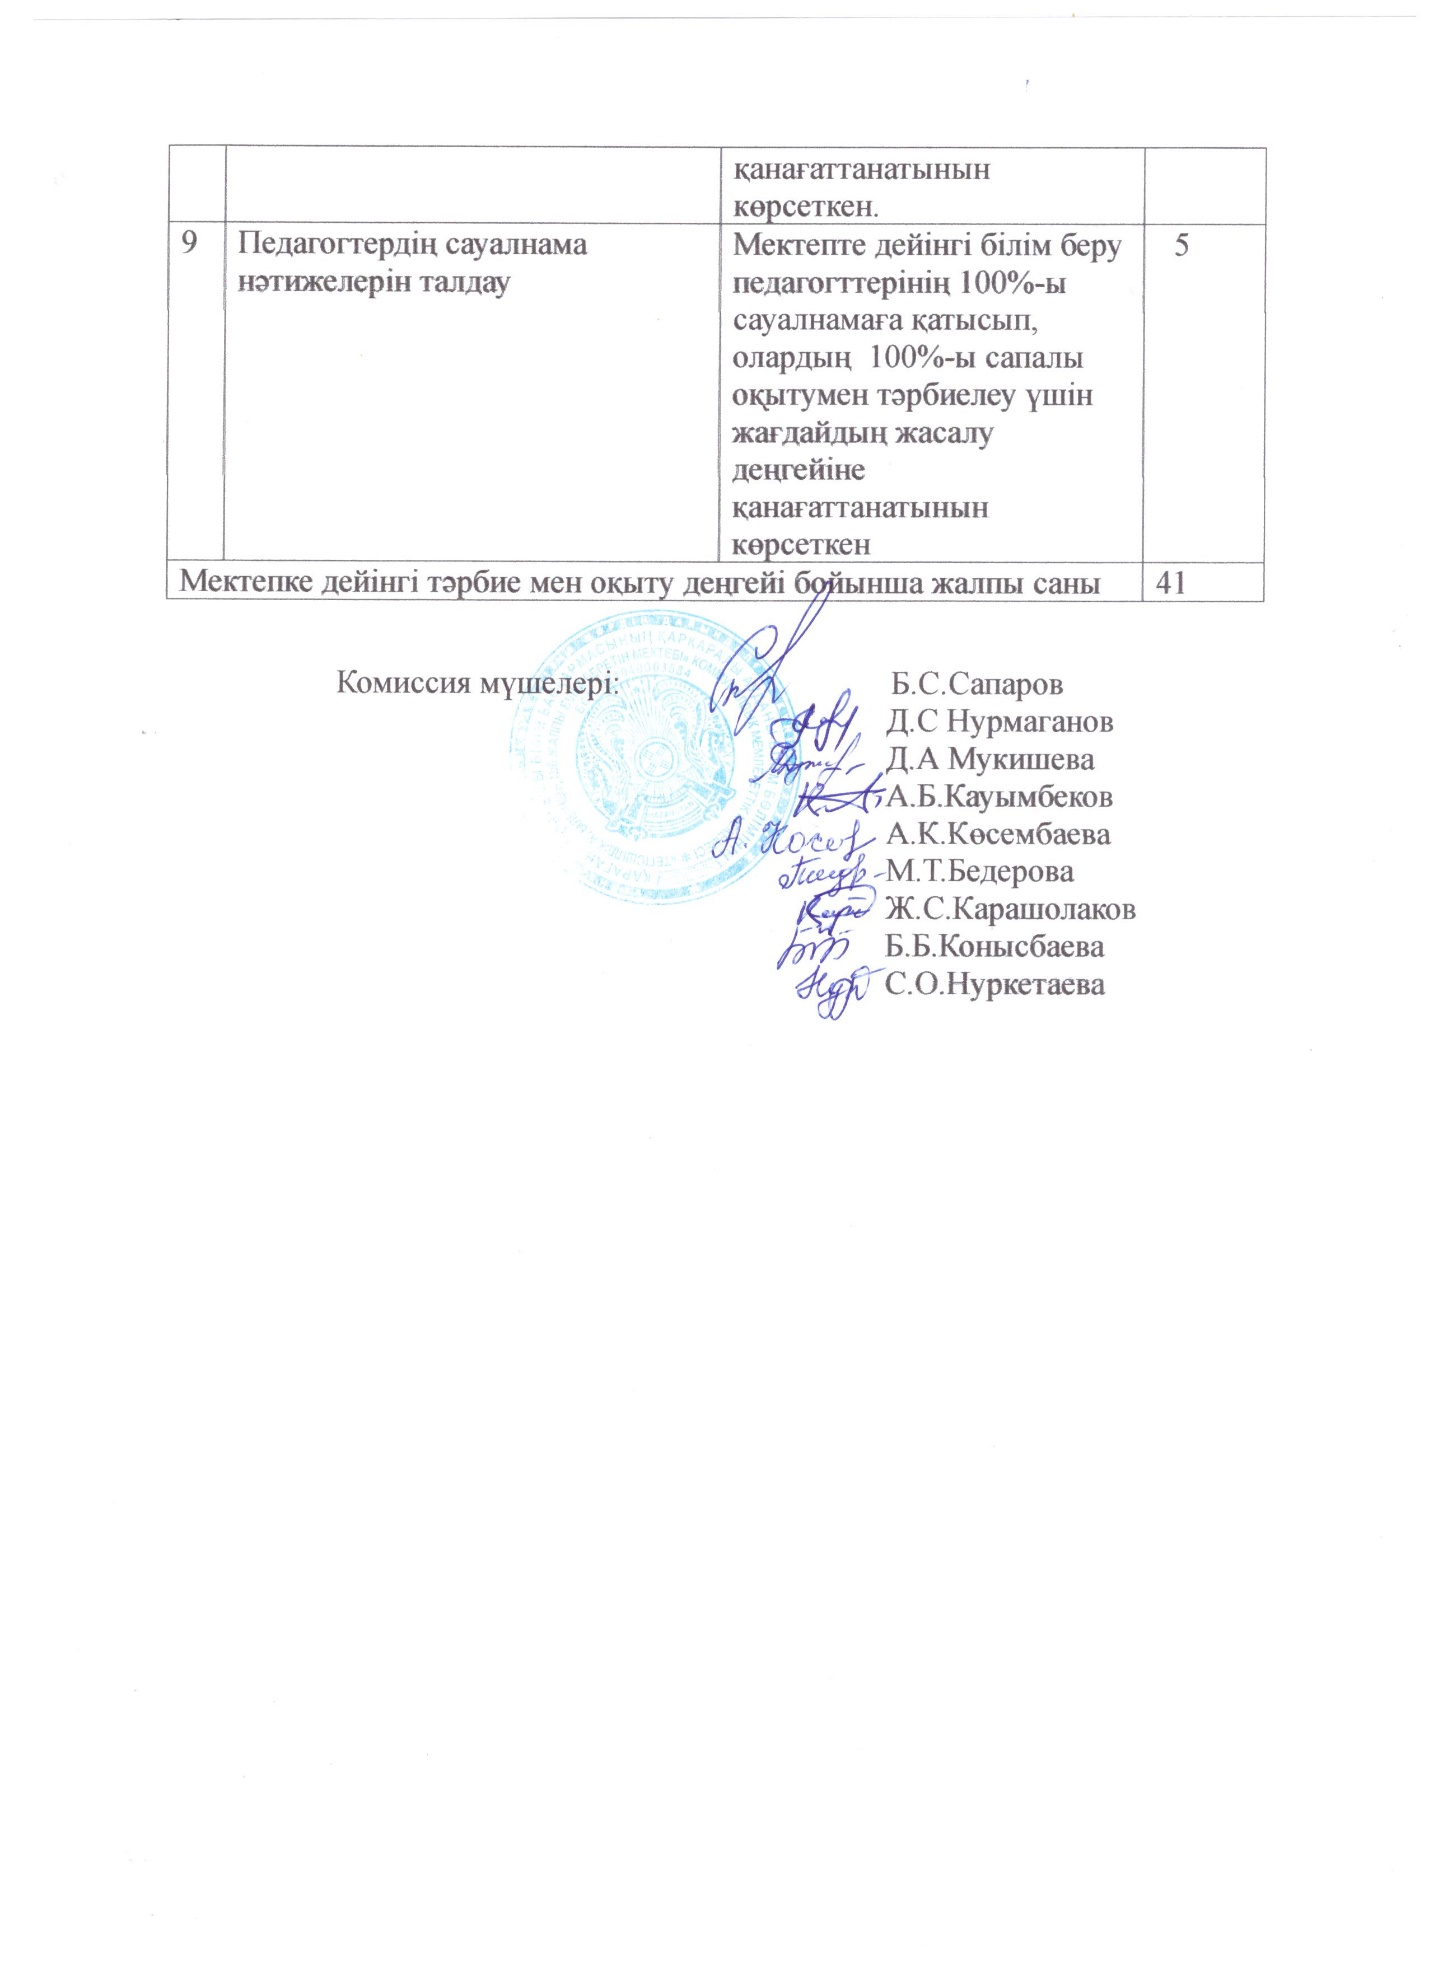 қанағаттанатынын
көрсеткен.
9 Педагогтердің сауалнама Мектепте дейінгі білім беру 5
нәтижелерін талдау педагогттерінің 100%-ы
сауалнамаға қатысып,
олардың 100%-ы сапалы
оқытумен тәрбиелеу үшін
жағдайдың жасалу
деңгейіне
қанағаттанатынын
көрсеткен
Мектепке дейінгі тәрбие мен оқыту деңгейі бойынша жалпы саны 41
Комиссия мүшелері: Б.С.Сапаров
Д.С Нурмаганов
Д.А Мукишева
А.Б.Кауымбеков
А.К.Көсембаева
М.Т.Бедерова
Ж.С.Карашолаков
Б.Б.Конысбаева
С.О.Нуркетаева